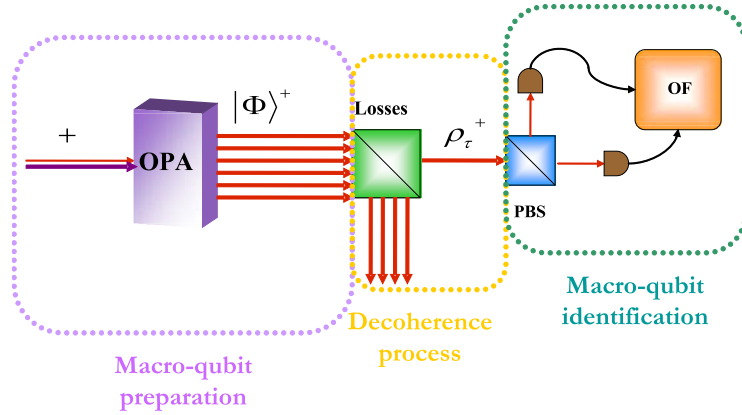 +
OPA
|Φ⟩⁺
Losses
ρτ⁺
PBS
OF
Macro-qubit
preparation
Decoherence
process
Macro-qubit
identification